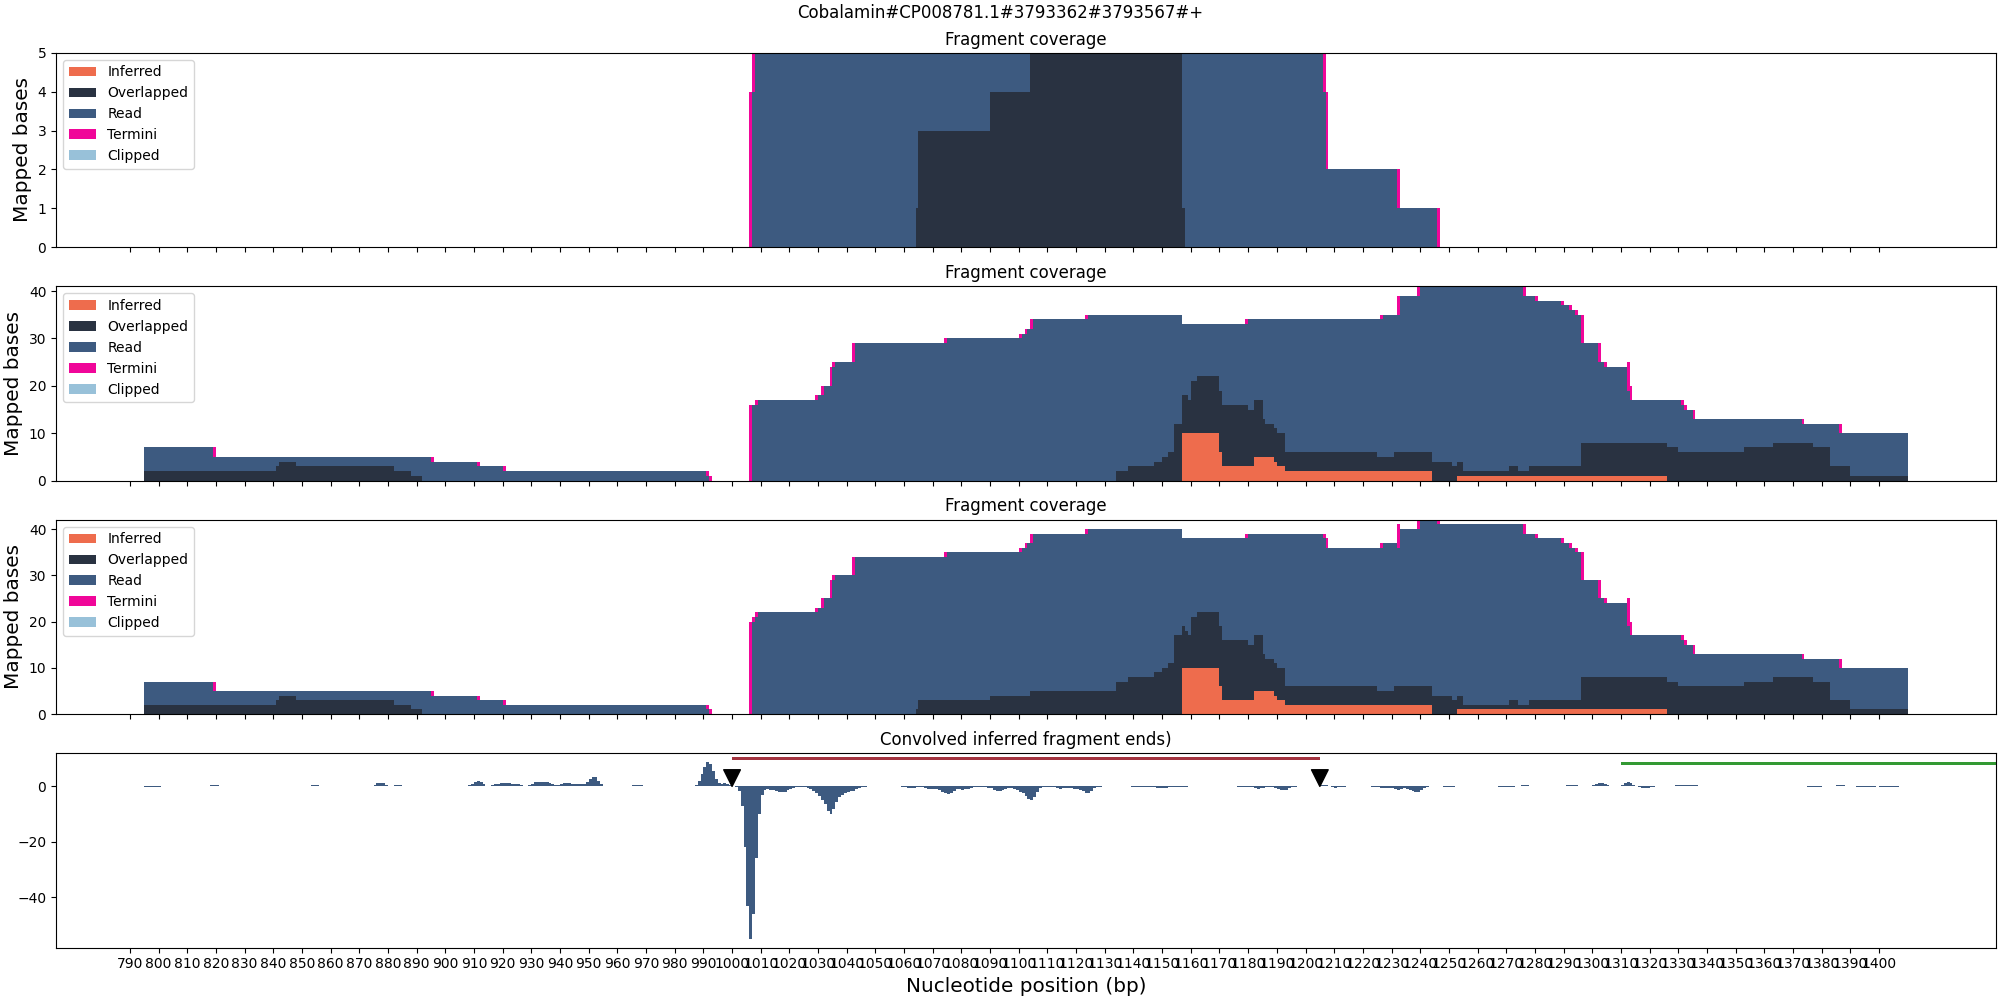 Cobalamin#CP008781.1#3793362#3793567#+
Fragment coverage
Mapped bases
5
4
3
2
1
0
Inferred
Overlapped
Read
Termini
Clipped
Fragment coverage
Mapped bases
40
30
20
10
0
Inferred
Overlapped
Read
Termini
Clipped
Fragment coverage
Mapped bases
40
30
20
10
0
Inferred
Overlapped
Read
Termini
Clipped
Convolved inferred fragment ends)
0
−20
−40
790 800 810 820 830 840 850 860 870 880 890 900 910 920 930 940 950 960 970 980 990 1000 1010 1020 1030 1040 1050 1060 1070 1080 1090 1100 1110 1120 1130 1140 1150 1160 1170 1180 1190 1200 1210 1220 1230 1240 1250 1260 1270 1280 1290 1300 1310 1320 1330 1340 1350 1360 1370 1380 1390 1400
Nucleotide position (bp)